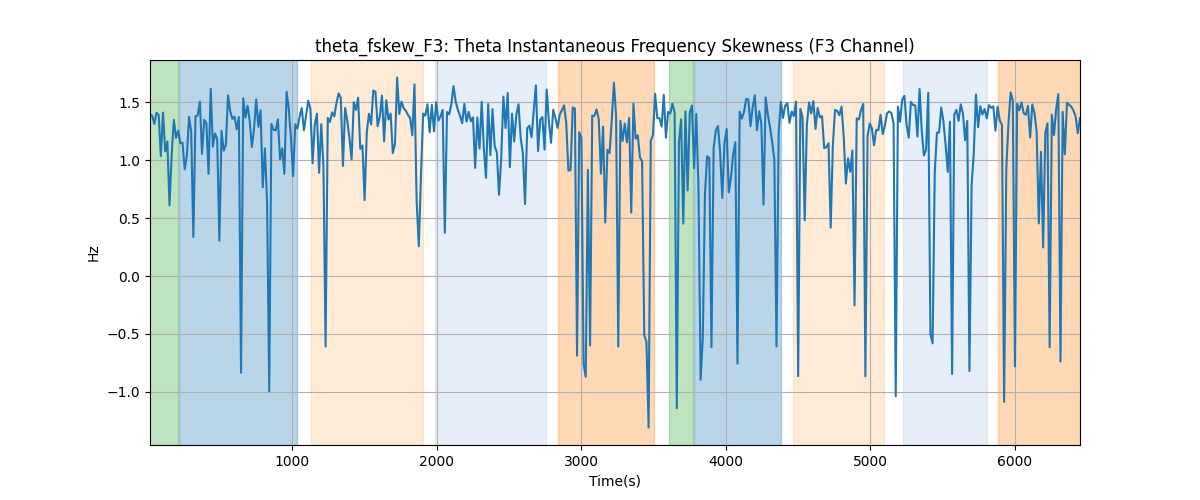 theta_fskew_F3: Theta Instantaneous Frequency Skewness (F3 Channel)
1.5
1.0
0.5
0.0
−0.5
−1.0
Hz
1000 2000 3000 4000 5000 6000
Time(s)